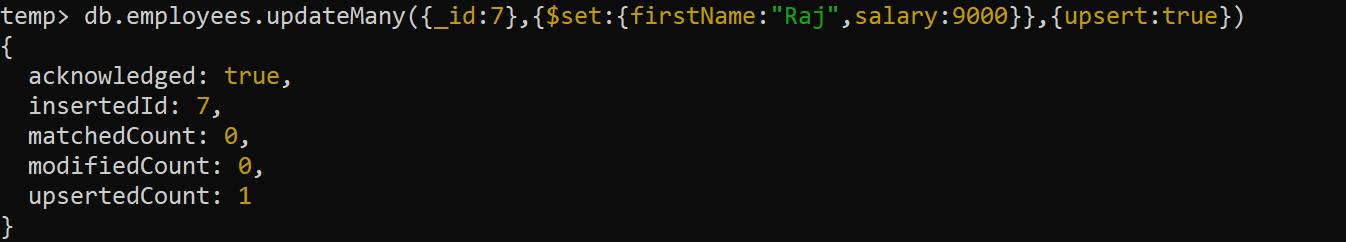 temp> db.employees.updateMany({_id:7},{$set:{firstName:"Raj",salary:9000}},{upsert:true})
{
  acknowledged: true,
  insertedId: 7,
  matchedCount: 0,
  modifiedCount: 0,
  upsertedCount: 1
}